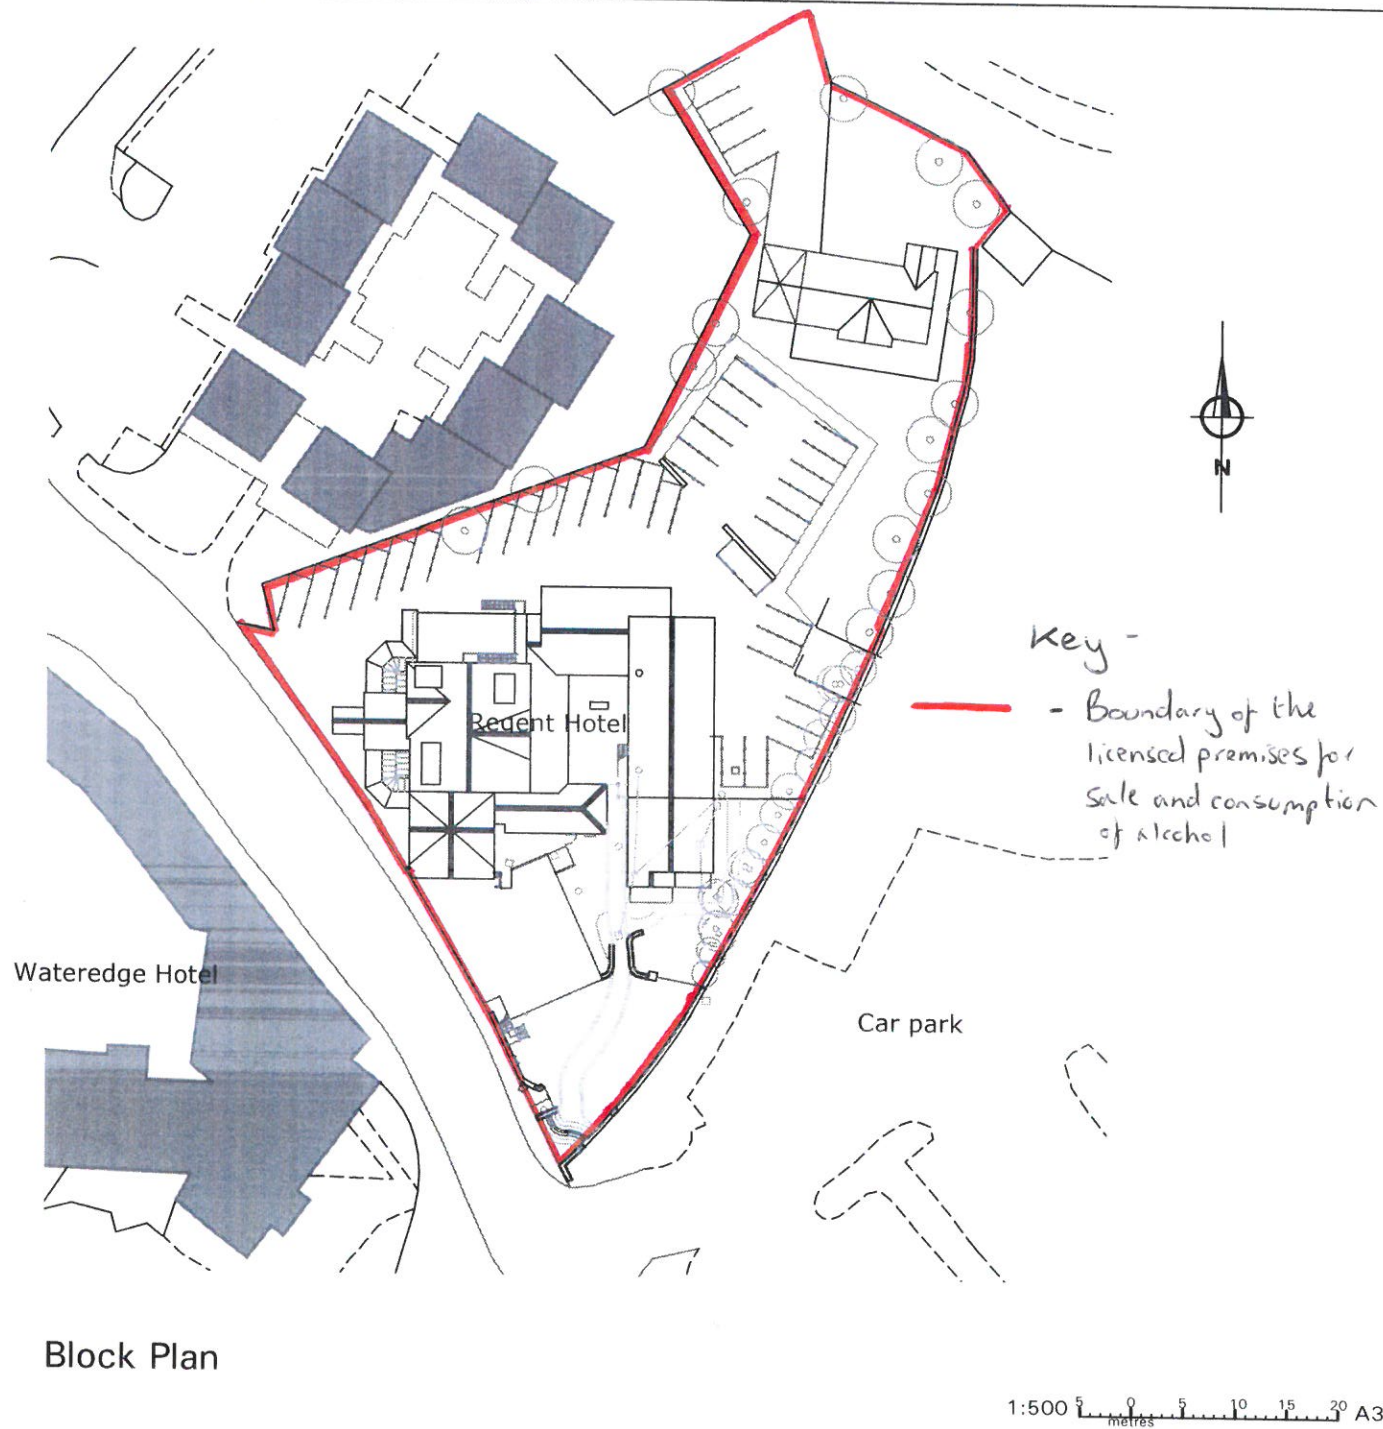 N
Key -
- Boundary of the
licensed premises for
sale and consumption
of alcohol
Regent Hotel
Wateredge Hotel
Car park
Block Plan
1:500 5 0 5 10 15 20 A3
metres